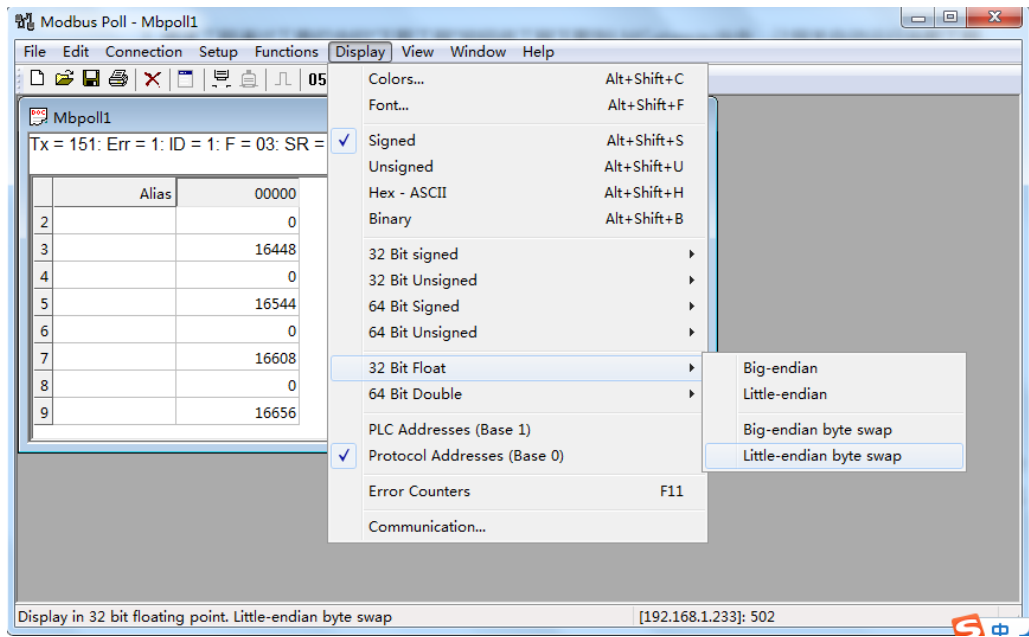 Modbus Poll - Mbpoll1
File Edit Connection Setup Functions Display View Window Help
05
Mbpoll1
Tx = 151: Err = 1: ID = 1: F = 03: SR =
Alias 00000
2 0
3 16448
4 0
5 16544
6 0
7 16608
8 0
9 16656
Colors... Alt+Shift+C
Font... Alt+Shift+F
Signed Alt+Shift+S
Unsigned Alt+Shift+U
Hex - ASCII Alt+Shift+H
Binary Alt+Shift+B
32 Bit signed
32 Bit Unsigned
64 Bit Signed
64 Bit Unsigned
32 Bit Float
64 Bit Double
PLC Addresses (Base 1)
Protocol Addresses (Base 0)
Error Counters F11
Communication...
Big-endian
Little-endian
Big-endian byte swap
Little-endian byte swap
Display in 32 bit floating point. Little-endian byte swap [192.168.1.233]: 502
中